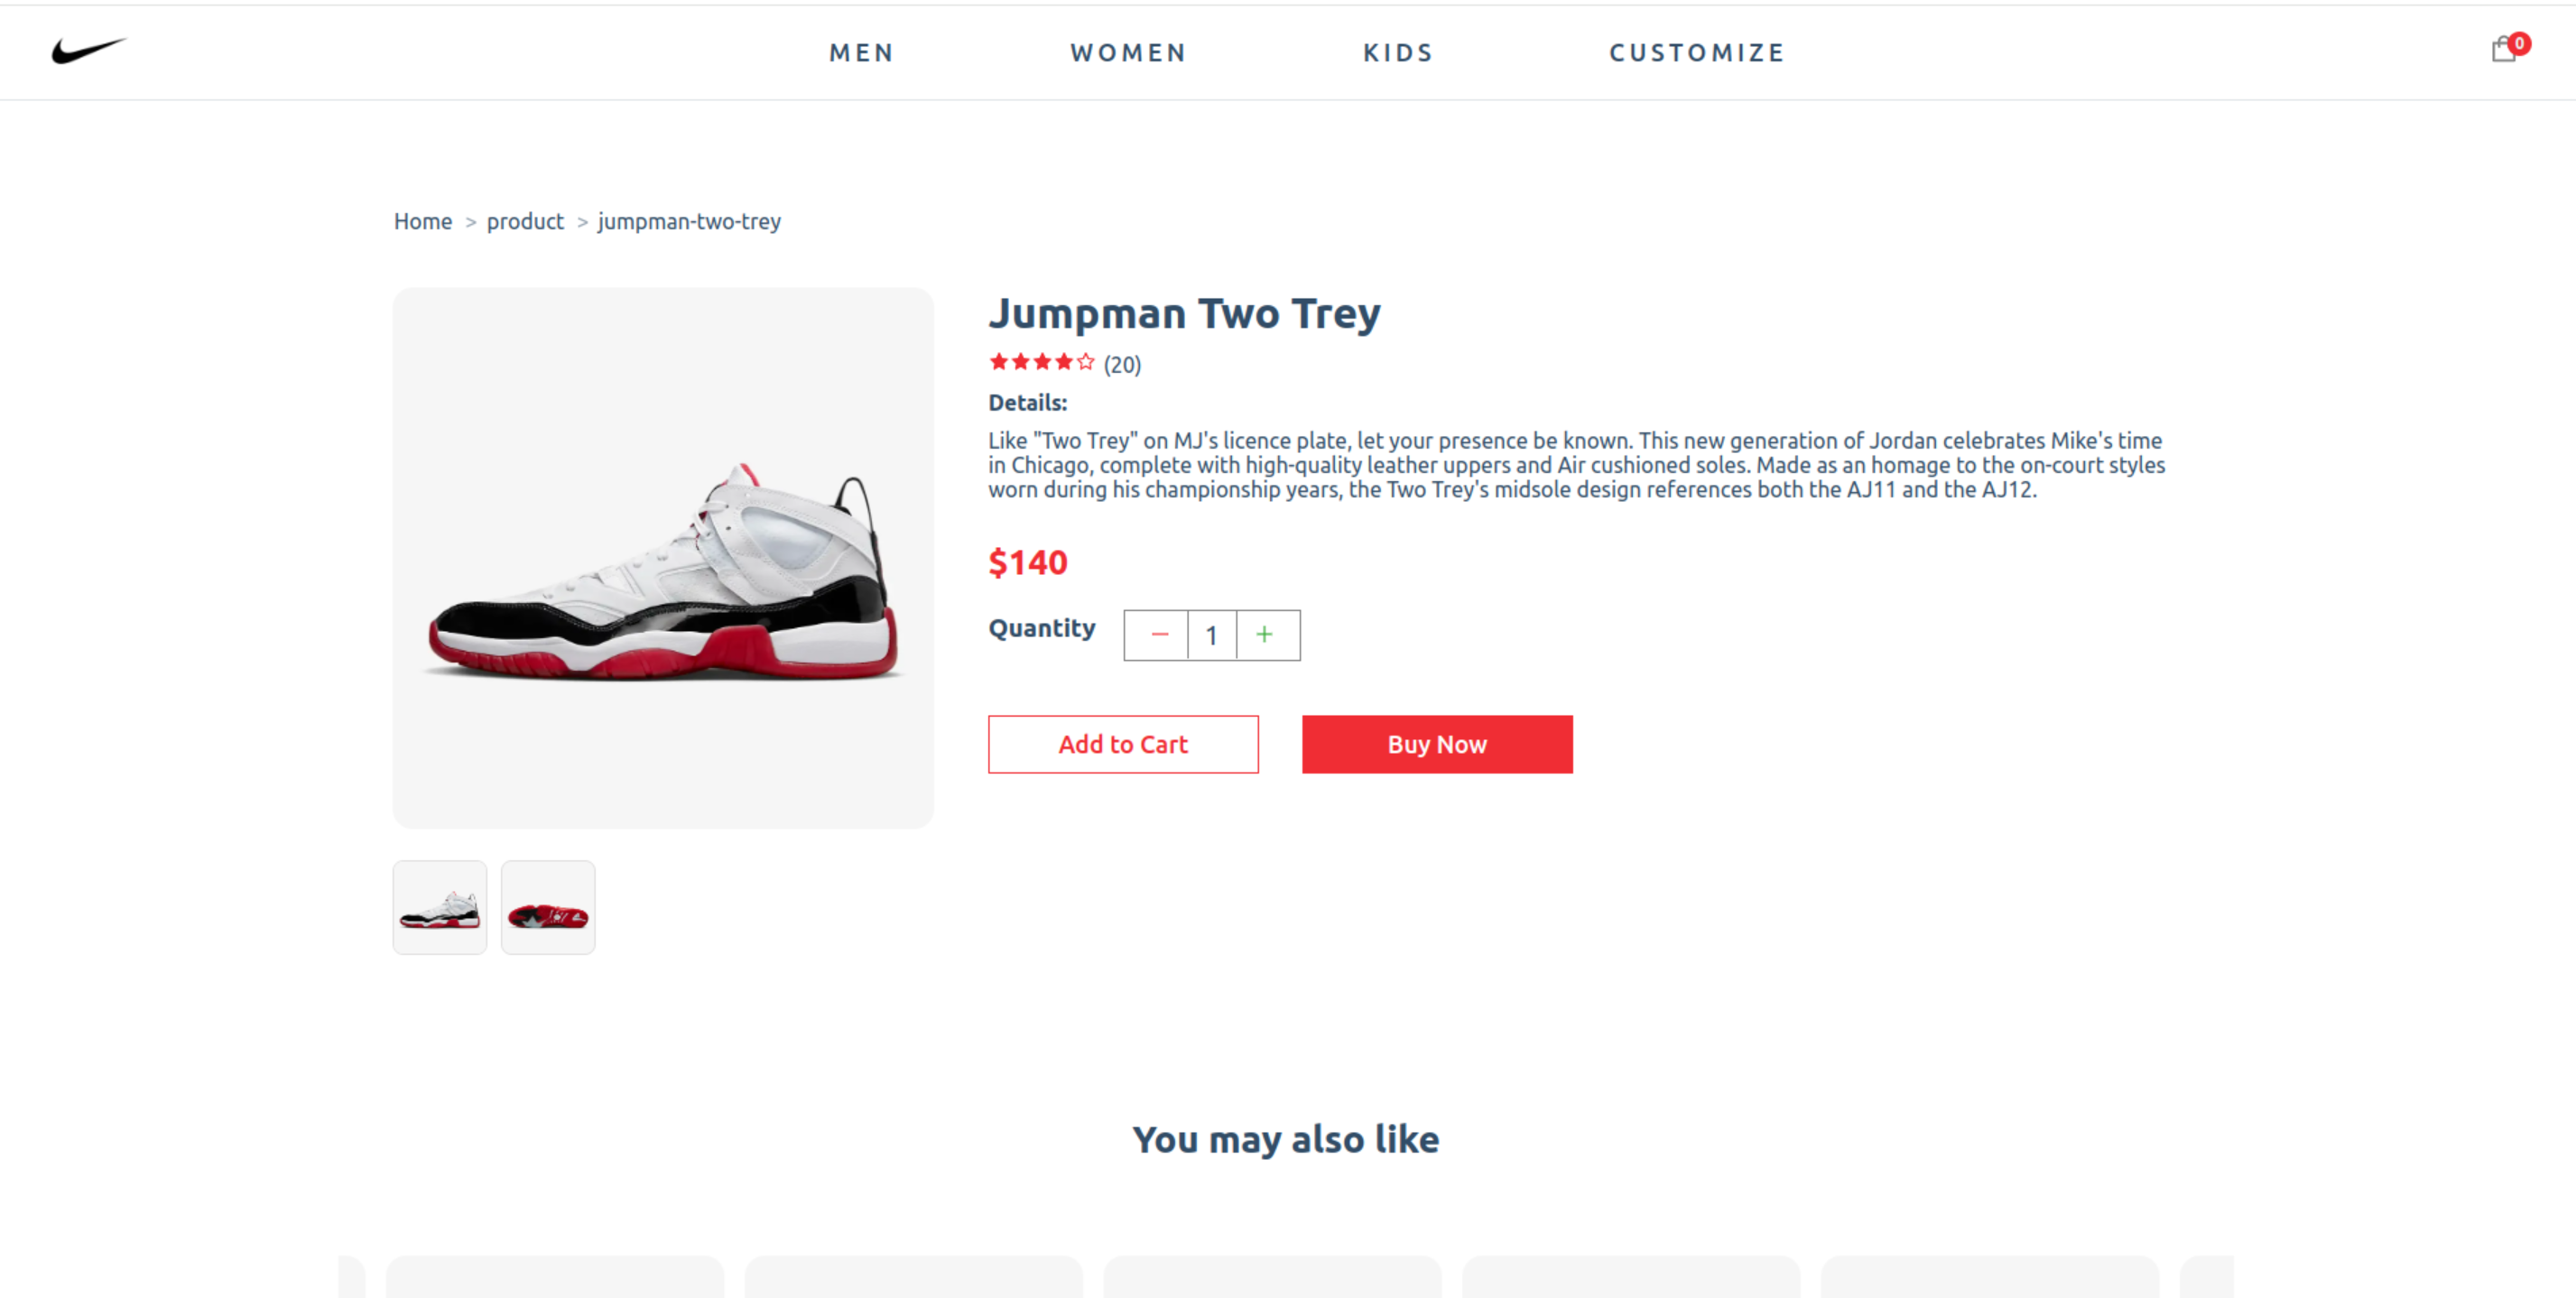 MEN WOMEN KIDS CUSTOMIZE 0
Home > product > jumpman-two-trey
Jumpman Two Trey
(20)
Details:
Like "Two Trey" on MJ's licence plate, let your presence be known. This new generation of Jordan celebrates Mike's time
in Chicago, complete with high-quality leather uppers and Air cushioned soles. Made as an homage to the on-court styles
worn during his championship years, the Two Trey's midsole design references both the AJ11 and the AJ12.
$140
Quantity − 1 +
Add to Cart Buy Now
You may also like